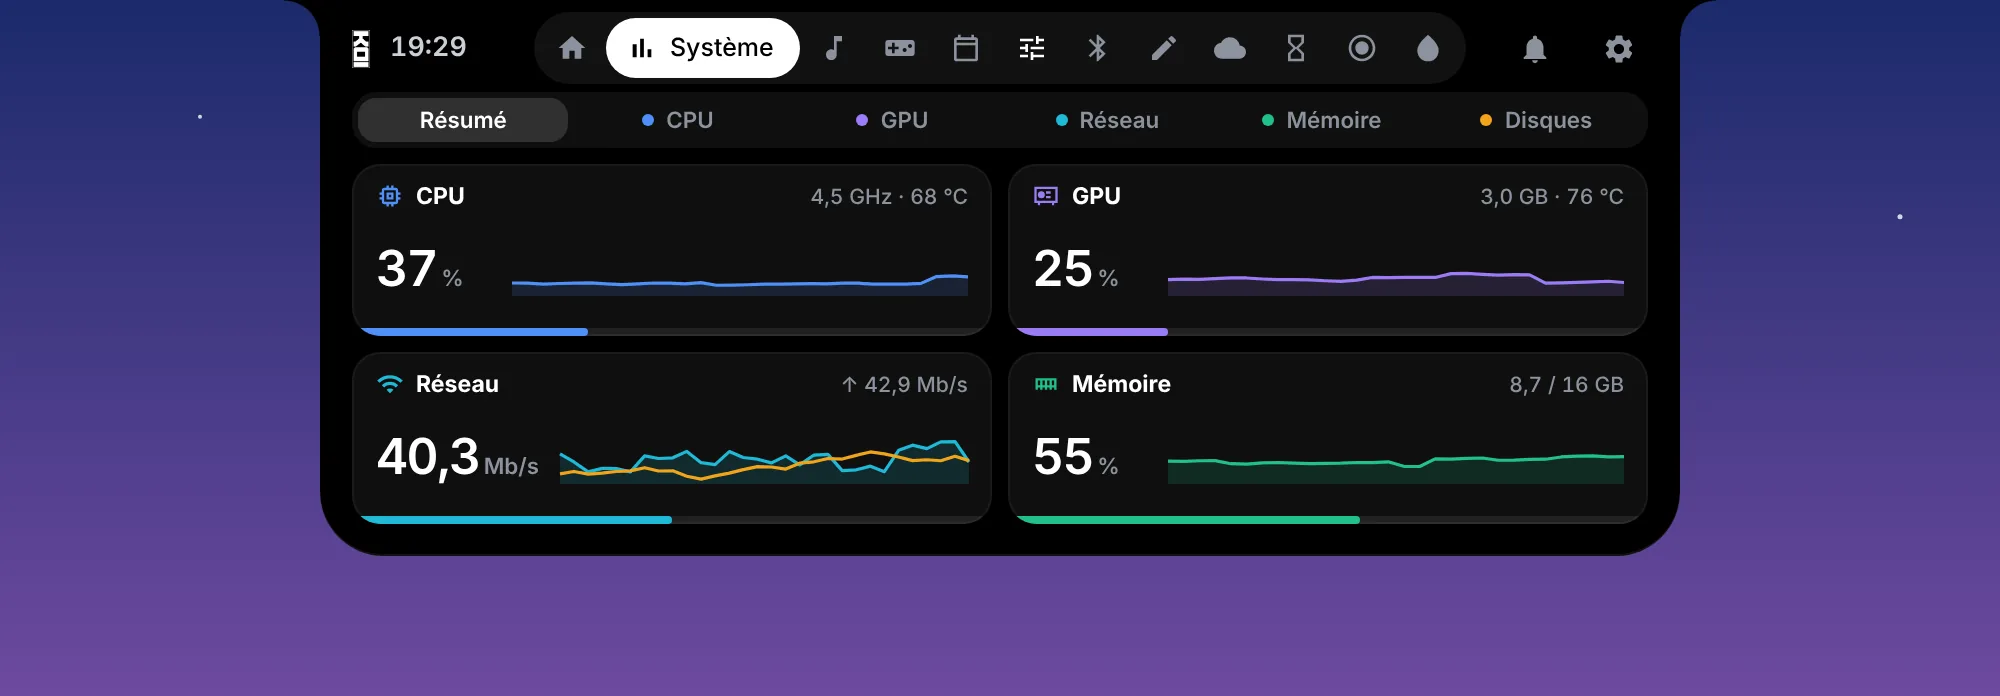 19:29 Système
Résumé CPU GPU Réseau Mémoire Disques
CPU 4,5 GHz · 68 °C
37 %
GPU 3,0 GB · 76 °C
25 %
Réseau ↑ 42,9 Mb/s
40,3 Mb/s
Mémoire 8,7 / 16 GB
55 %